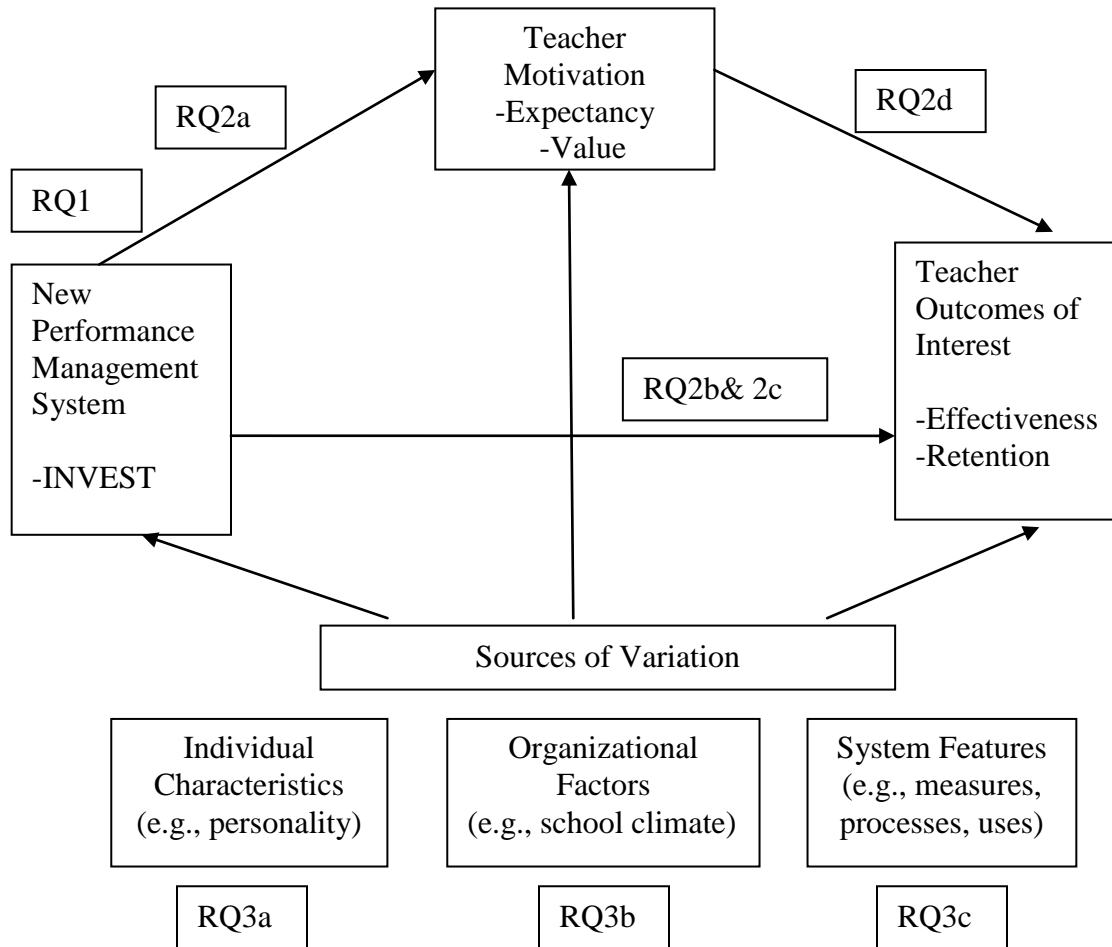 Teacher
Motivation
-Expectancy
-Value
RQ2a
RQ2d
RQ1
New
Performance
Management
System
-INVEST
Teacher
Outcomes of
Interest
-Effectiveness
-Retention
RQ2b& 2c
Sources of Variation
Individual
Characteristics
(e.g., personality)
Organizational
Factors
(e.g., school climate)
System Features
(e.g., measures,
processes, uses)
RQ3a
RQ3b
RQ3c